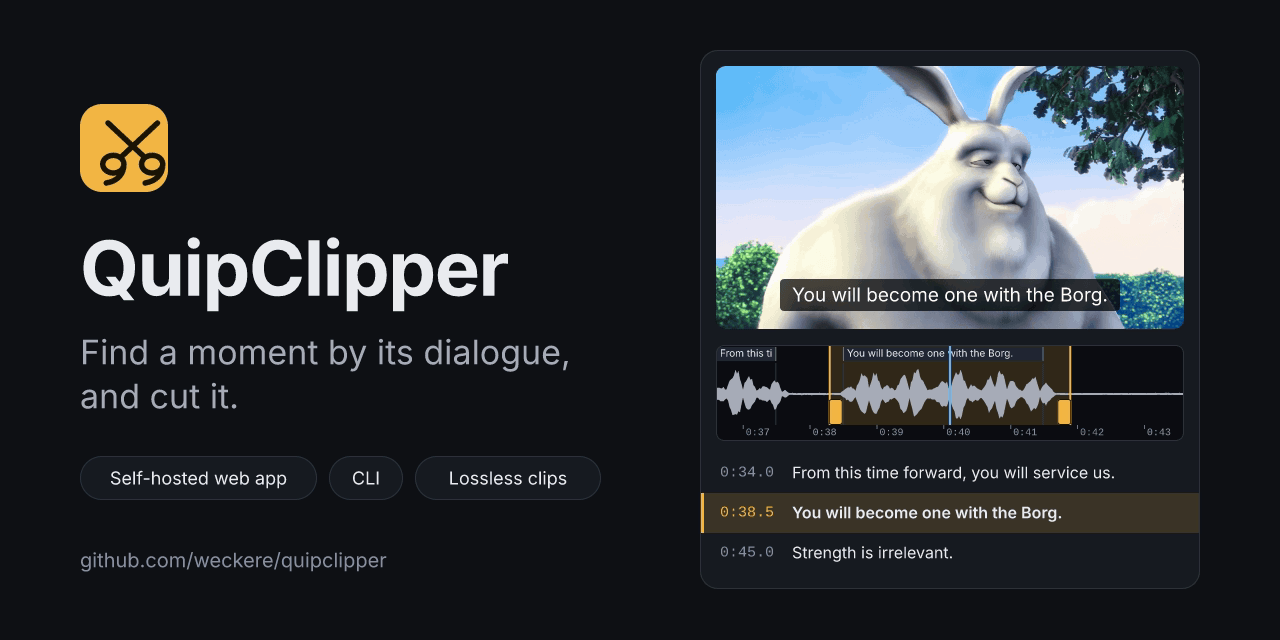 QuipClipper
Find a moment by its dialogue,
and cut it.
Self-hosted web app
CLI
Lossless clips
github.com/weckere/quipclipper
You will become one with the Borg.
From this ti
You will become one with the Borg.
0:37
0:38
0:39
0:40
0:41
0:42
0:43
0:34.0 From this time forward, you will service us.
0:38.5 You will become one with the Borg.
0:45.0 Strength is irrelevant.